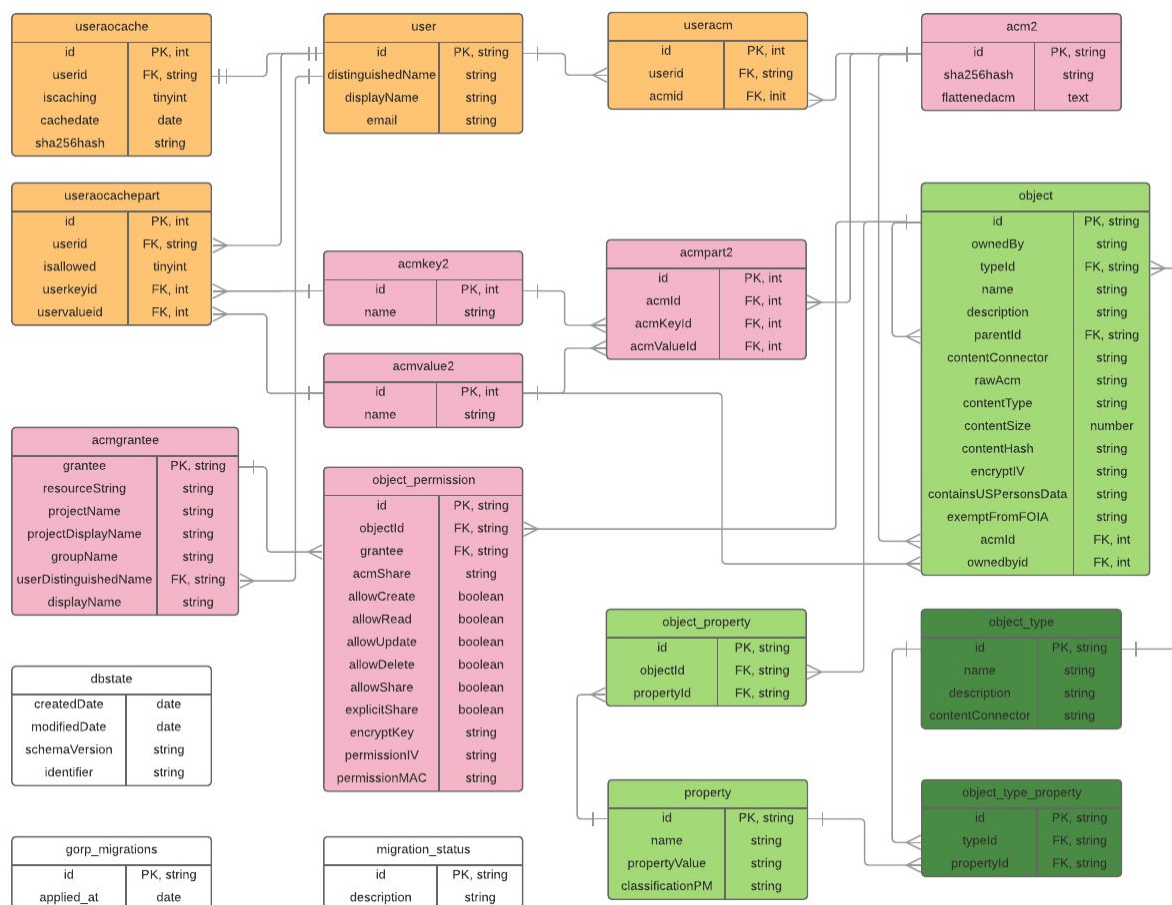 useraocache
id PK, int
userid FK, string
iscaching tinyint
cachedate date
sha256hash string
user
id PK, string
distinguishedName string
displayName string
email string
useracm
id PK, int
userid FK, string
acmid FK, init
acm2
id PK, string
sha256hash string
flattenedacm text
useraocachepart
id PK, int
userid FK, string
isallowed tinyint
userkeyid FK, int
uservalueid FK, int
acmkey2
id PK, int
name string
acmvalue2
id PK, int
name string
acmpart2
id PK, int
acmId FK, int
acmKeyId FK, int
acmValueId FK, int
object
id PK, string
ownedBy string
typeId FK, string
name string
description string
parentId FK, string
contentConnector string
rawAcm string
contentType string
contentSize number
contentHash string
encryptIV string
containsUSPersonsData string
exemptFromFOIA string
acmId FK, int
ownedbyid FK, int
acmgrantee
grantee PK, string
resourceString string
projectName string
projectDisplayName string
groupName string
userDistinguishedName FK, string
displayName string
object_permission
id PK, string
objectId FK, string
grantee FK, string
acmShare string
allowCreate boolean
allowRead boolean
allowUpdate boolean
allowDelete boolean
allowShare boolean
explicitShare boolean
encryptKey string
permissionIV string
permissionMAC string
object_property
id PK, string
objectId FK, string
propertyId FK, string
object_type
id PK, string
name string
description string
contentConnector string
dbstate
createdDate date
modifiedDate date
schemaVersion string
identifier string
property
id PK, string
name string
propertyValue string
classificationPM string
object_type_property
id PK, string
typeId FK, string
propertyId FK, string
gorp_migrations
id PK, string
applied_at date
migration_status
id PK, string
description string